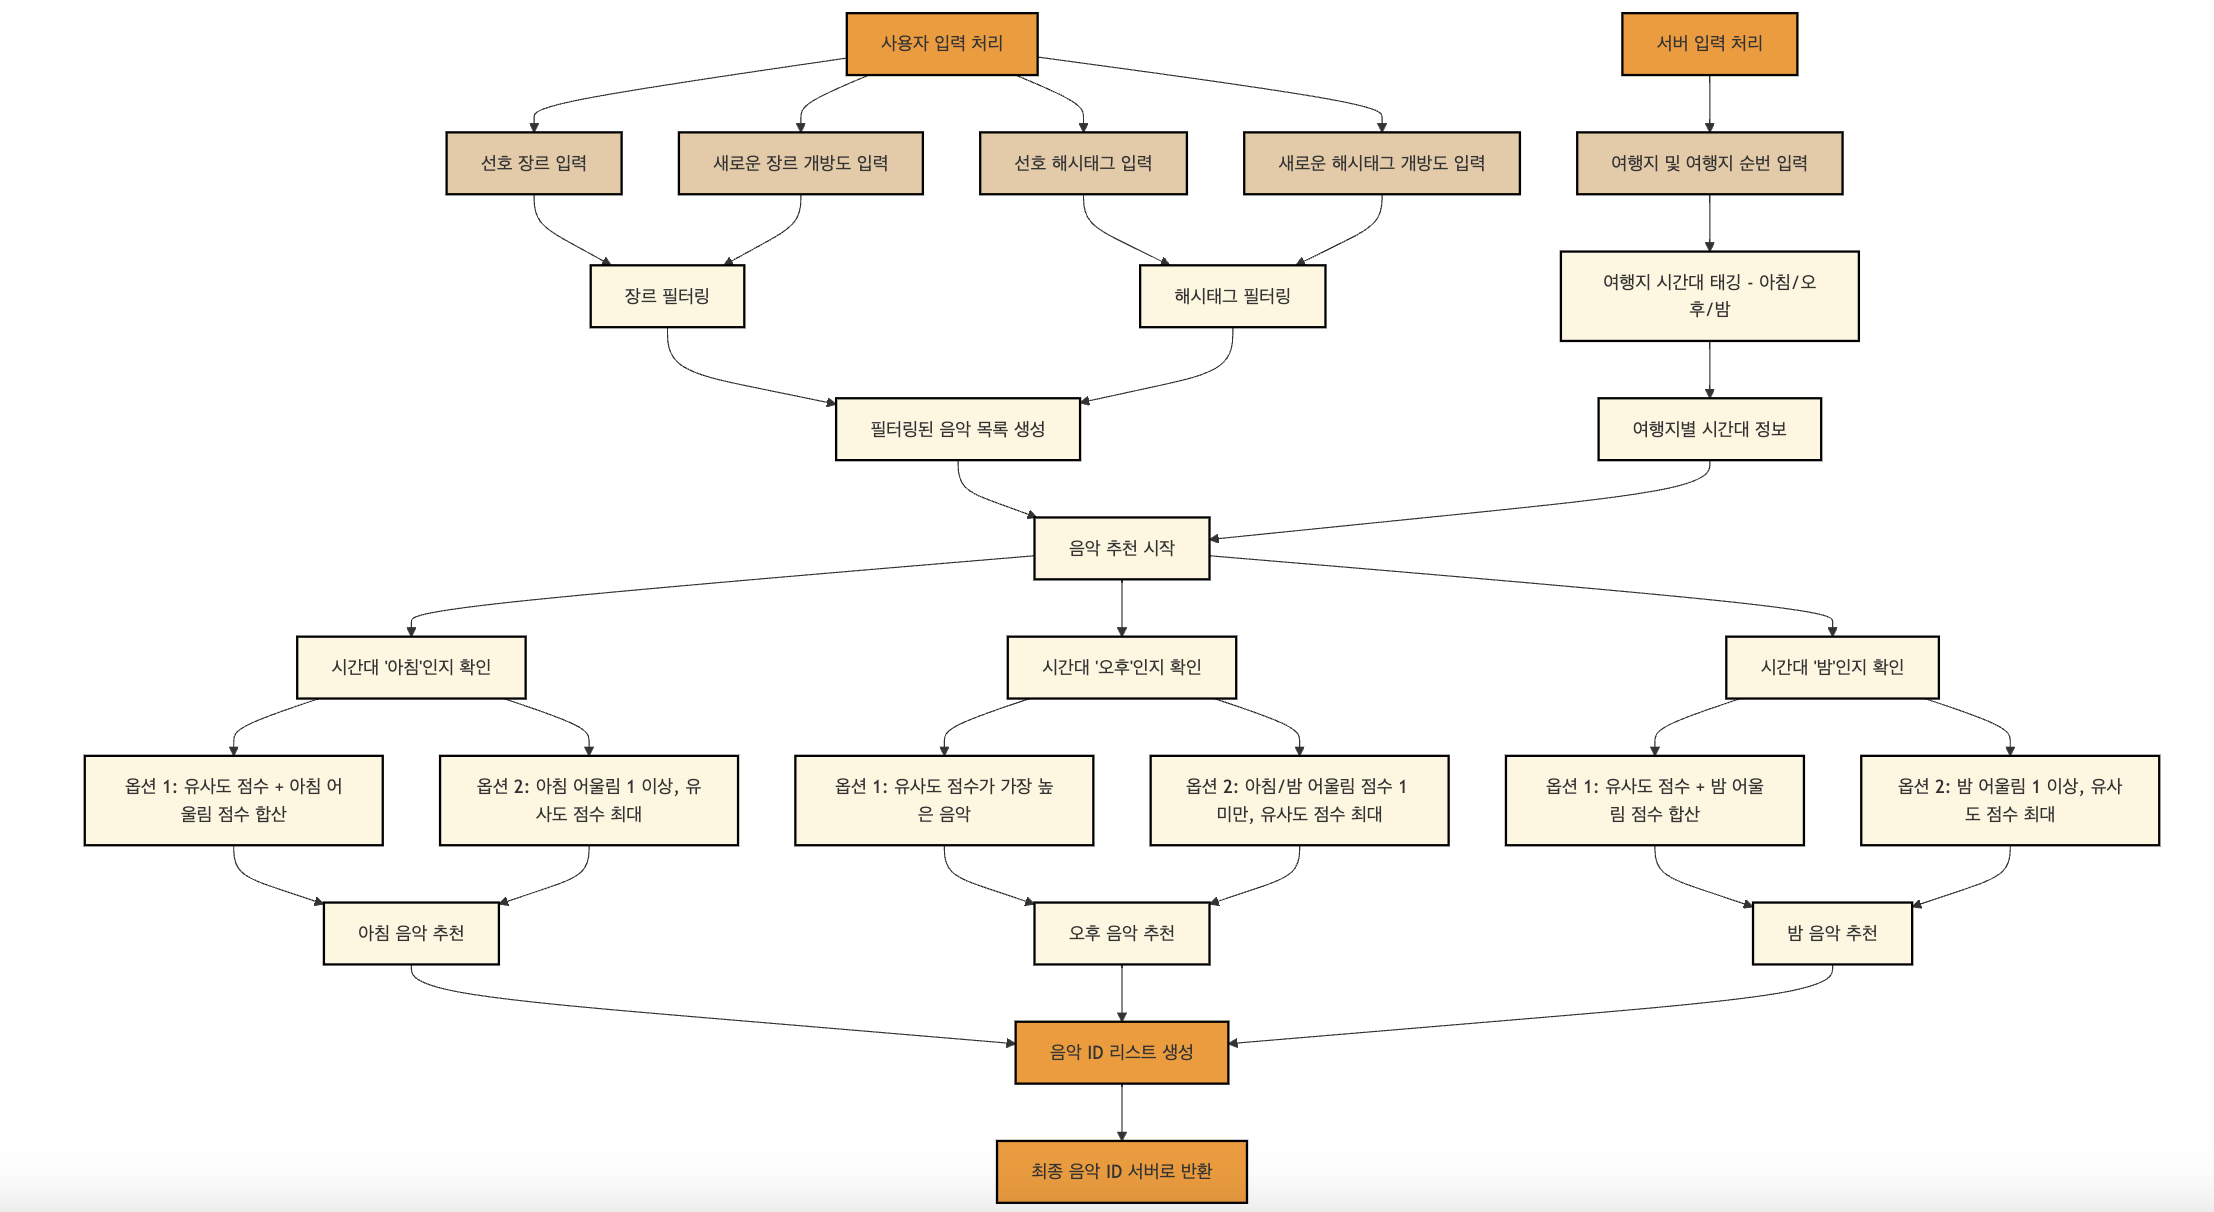 사용자 입력 처리
서버 입력 처리
선호 장르 입력
새로운 장르 개방도 입력
선호 해시태그 입력
새로운 해시태그 개방도 입력
여행지 및 여행지 순번 입력
장르 필터링
해시태그 필터링
여행지 시간대 태깅 - 아침/오
후/밤
필터링된 음악 목록 생성
여행지별 시간대 정보
음악 추천 시작
시간대 '아침'인지 확인
시간대 '오후'인지 확인
시간대 '밤'인지 확인
옵션 1: 유사도 점수 + 아침 어
울림 점수 합산
옵션 2: 아침 어울림 1 이상, 유
사도 점수 최대
옵션 1: 유사도 점수가 가장 높
은 음악
옵션 2: 아침/밤 어울림 점수 1
미만, 유사도 점수 최대
옵션 1: 유사도 점수 + 밤 어울
림 점수 합산
옵션 2: 밤 어울림 1 이상, 유사
도 점수 최대
아침 음악 추천
오후 음악 추천
밤 음악 추천
음악 ID 리스트 생성
최종 음악 ID 서버로 반환